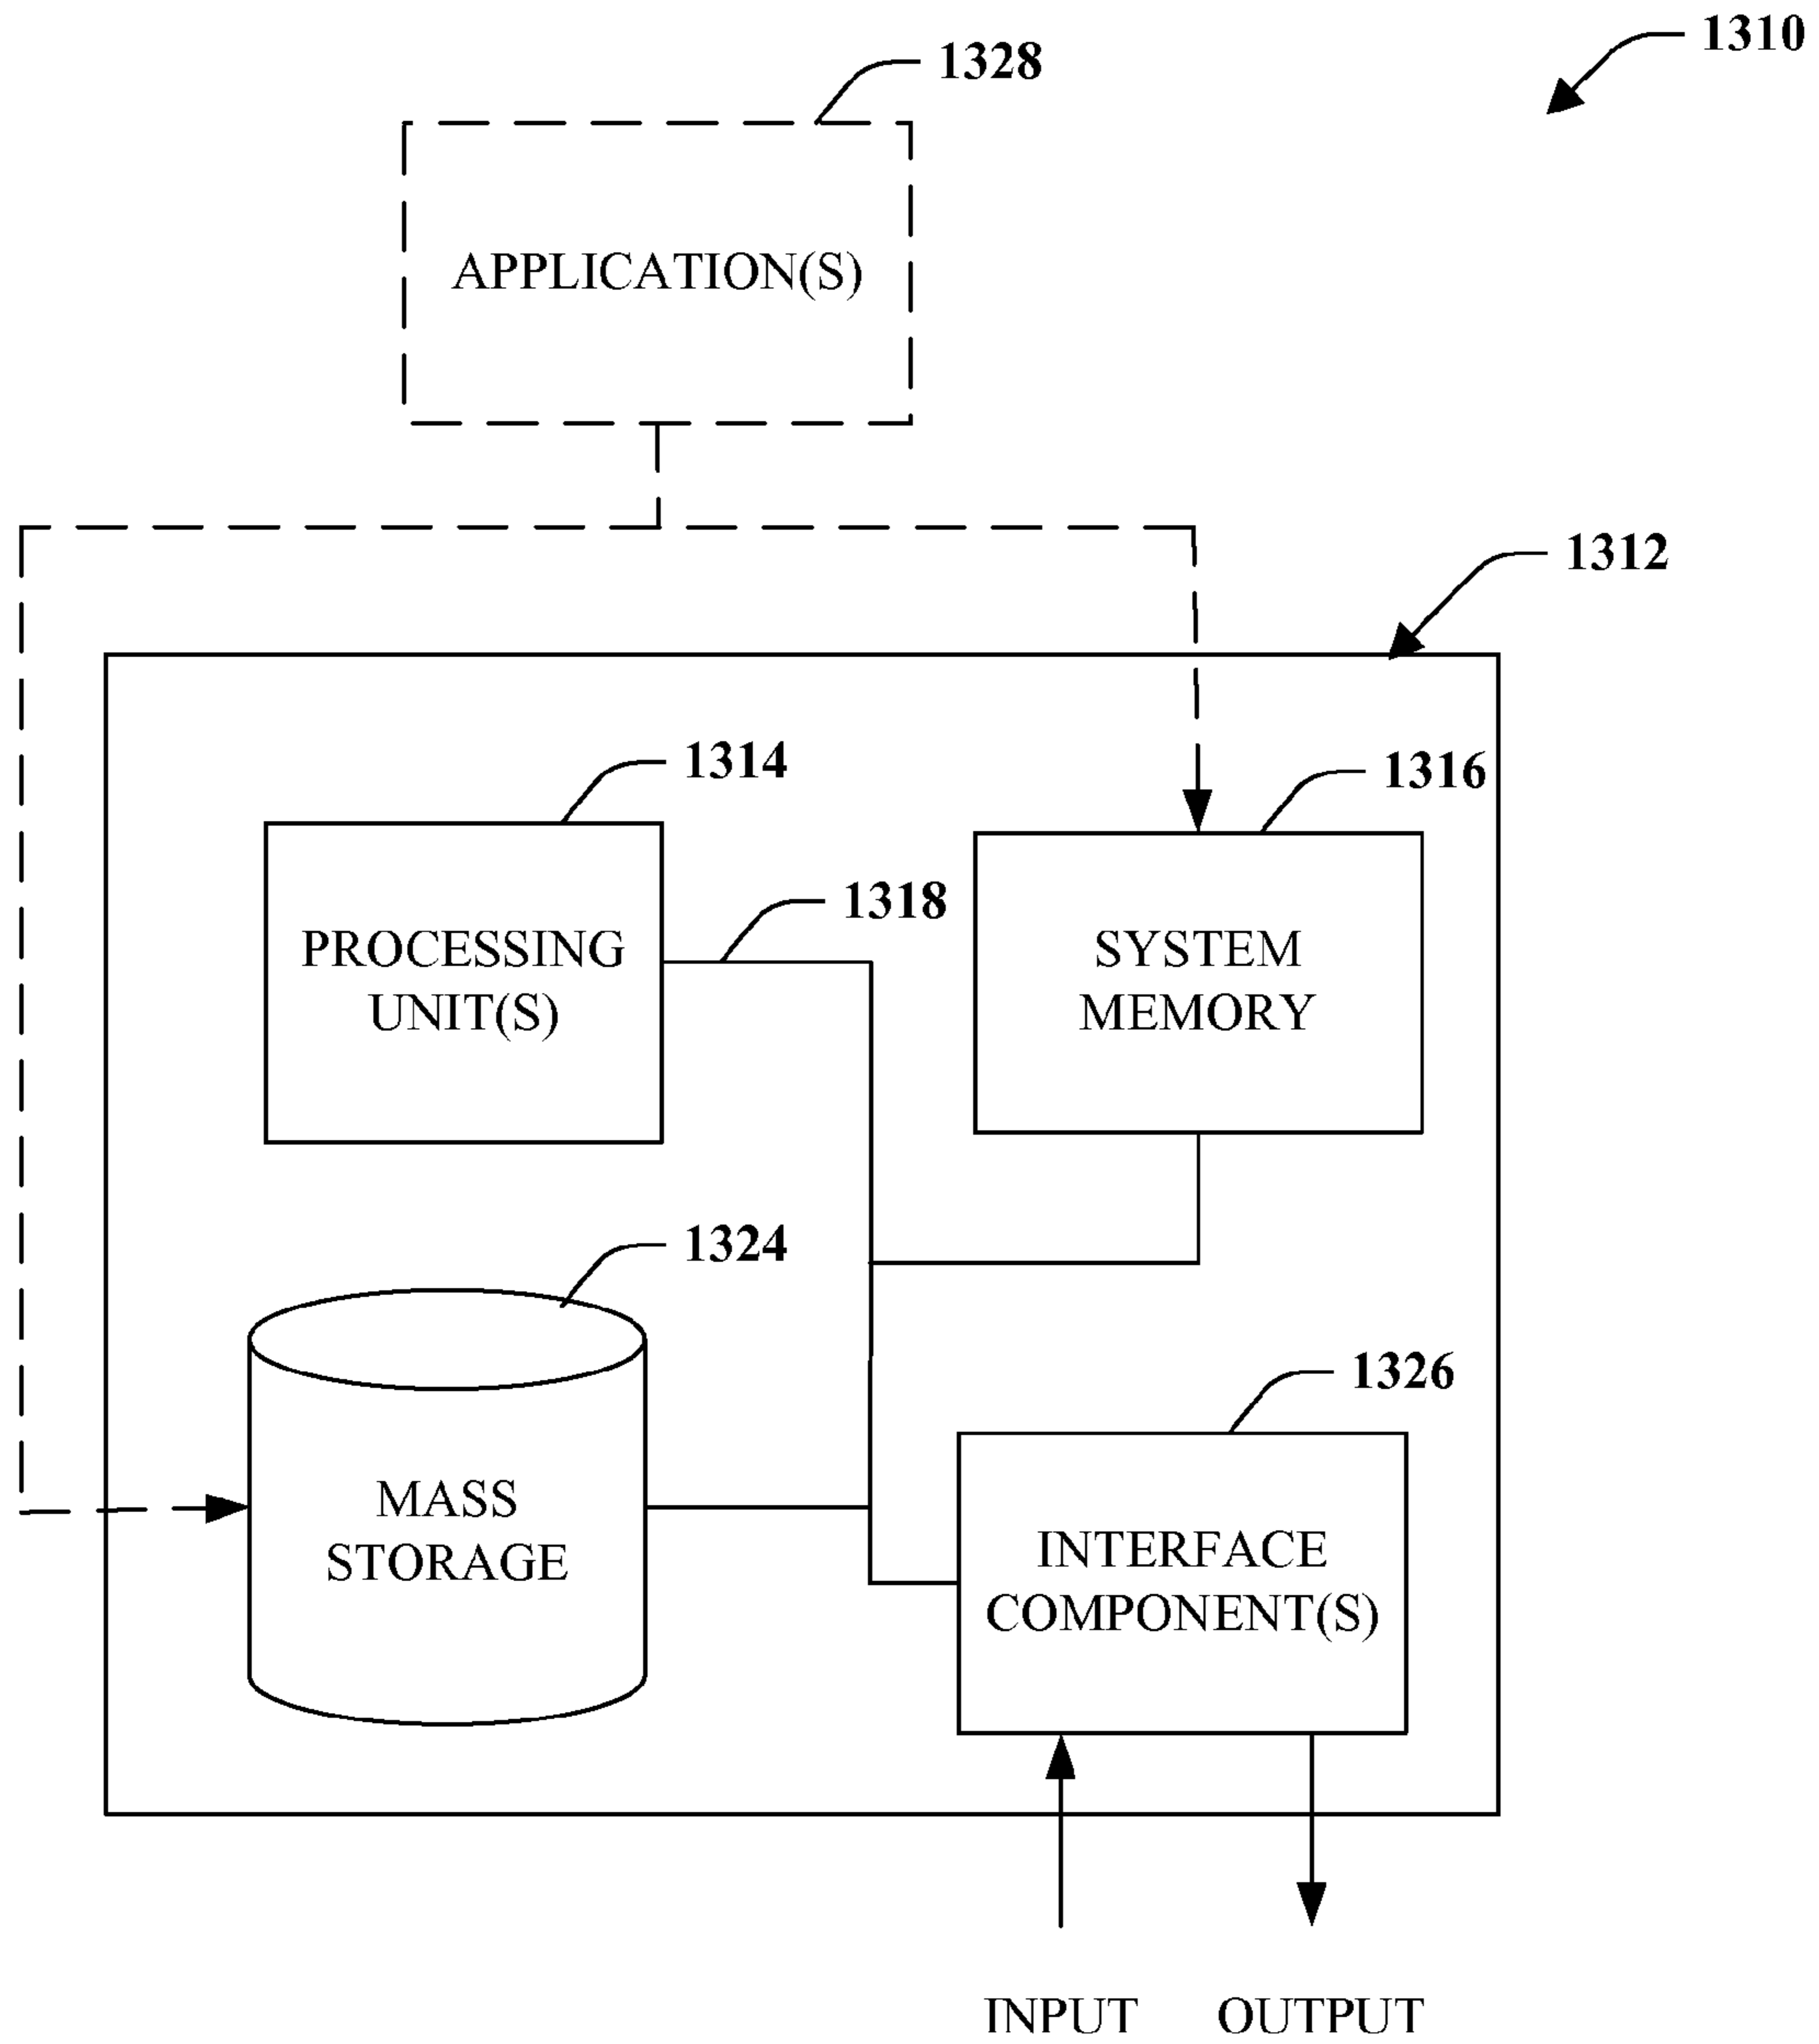 1310
1328
APPLICATION(S)
1312
1314
1316
1318
PROCESSING
UNIT(S)
SYSTEM
MEMORY
1324
1326
MASS
STORAGE
INTERFACE
COMPONENT(S)
INPUT
OUTPUT